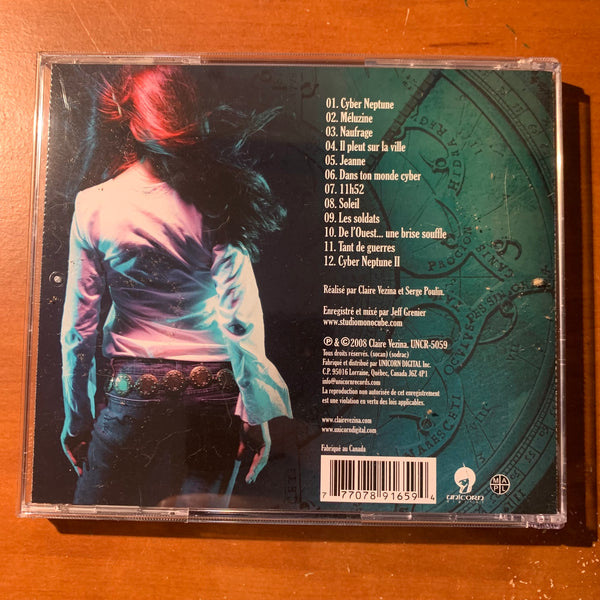 01. Cyber Neptune
02. Méluzine
03. Naufrage
04. Il pleut sur la ville
05. Jeanne
06. Dans ton monde cyber
07. 11h52
08. Soleil
09. Les soldats
10. De l'Ouest... une brise souffle
11. Tant de guerres
12. Cyber Neptune II
Réalisé par Claire Vezina et Serge Poulin.
Enregistré et mixé par Jeff Grenier
www.studiomonocube.com
℗ & ©2008 Claire Vezina. UNCR-5059
Tous droits réservés. (socan) (sodrac)
Fabriqué et distribué par UNICORN DIGITAL Inc.
C.P. 95016 Lorraine, Québec, Canada J6Z 4P1
info@unicornrecords.com
La reproduction non autorisée de cet enregistrement
est une violation en vertu des lois applicables.
www.clairevezina.com
www.unicorndigital.com
Fabriqué au Canada
7 77078 91659 4
UNICORN
MAPL
HIDRA
PROCCION
CANIS